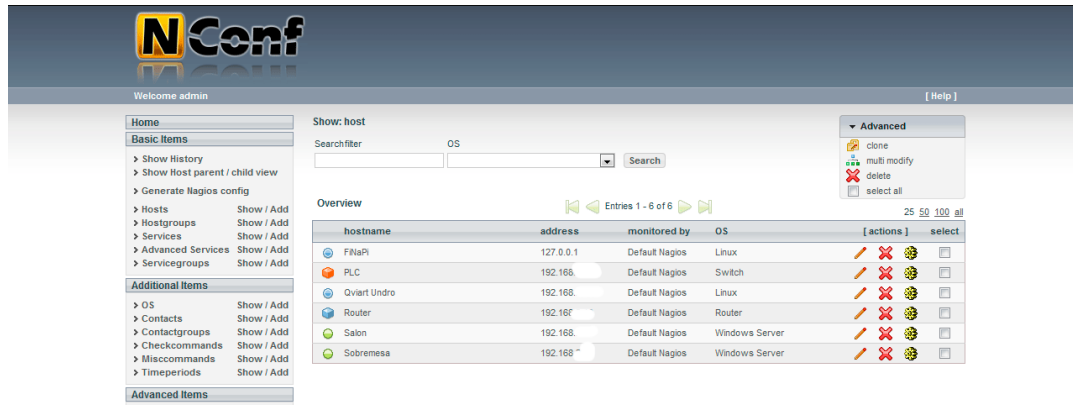 NConf
Welcome admin [ Help ]
Home
Basic Items
Show History
Show Host parent / child view
Generate Nagios config
Hosts Show / Add
Hostgroups Show / Add
Services Show / Add
Advanced Services Show / Add
Servicegroups Show / Add
Additional Items
OS Show / Add
Contacts Show / Add
Contactgroups Show / Add
Checkcommands Show / Add
Misccommands Show / Add
Timeperiods Show / Add
Advanced Items
Show: host
Searchfilter OS
Search
Advanced
clone
multi modify
delete
select all
Overview Entries 1 - 6 of 6 25 50 100 all
hostname address monitored by OS [ actions ] select
FiNaPi 127.0.0.1 Default Nagios Linux
PLC 192.168. Default Nagios Switch
Qviart Undro 192.168. Default Nagios Linux
Router 192.168 Default Nagios Router
Salon 192.168. Default Nagios Windows Server
Sobremesa 192.168 Default Nagios Windows Server